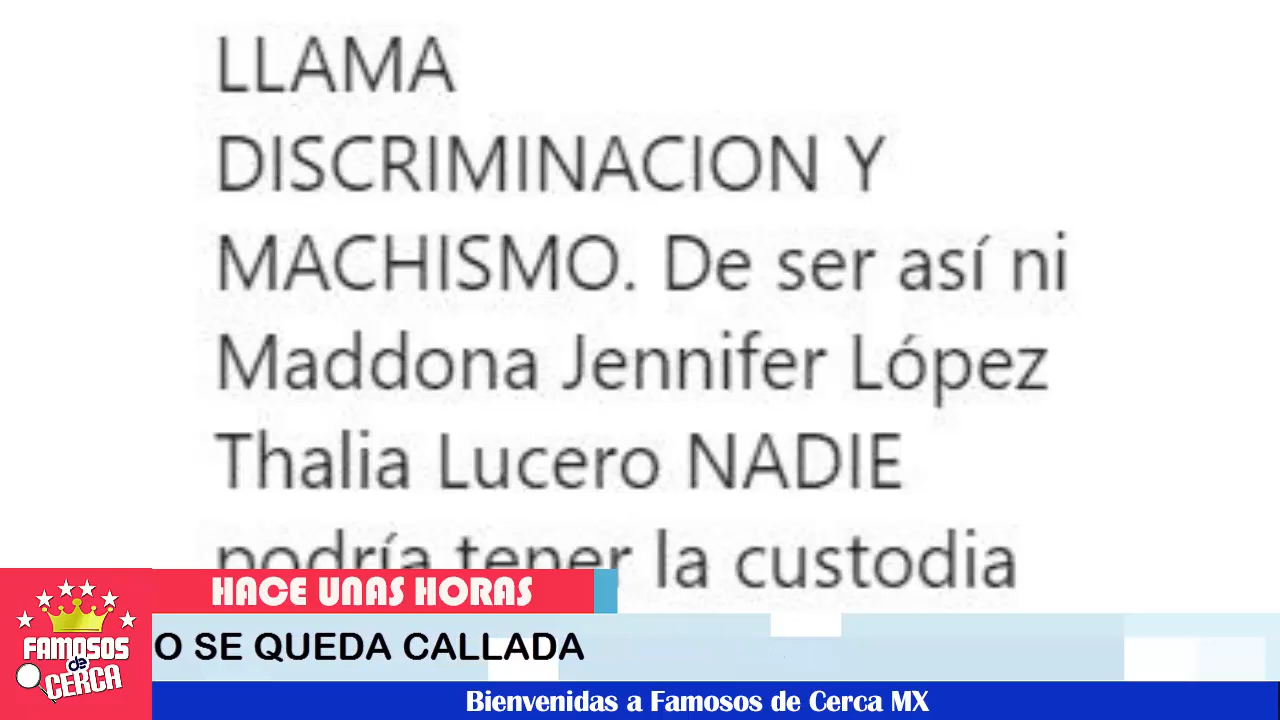 LLAMA
DISCRIMINACION Y
MACHISMO. De ser así ni
Maddona Jennifer López
Thalia Lucero NADIE
podría tener la custodia
HACE UNAS HORAS
O SE QUEDA CALLADA
FAMOSOS
de
CERCA
Bienvenidas a Famosos de Cerca MX